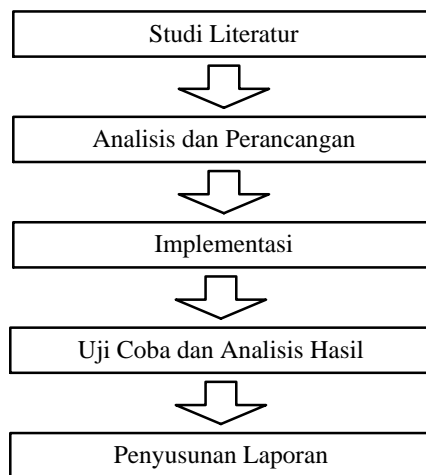 Studi Literatur
Analisis dan Perancangan
Implementasi
Uji Coba dan Analisis Hasil
Penyusunan Laporan